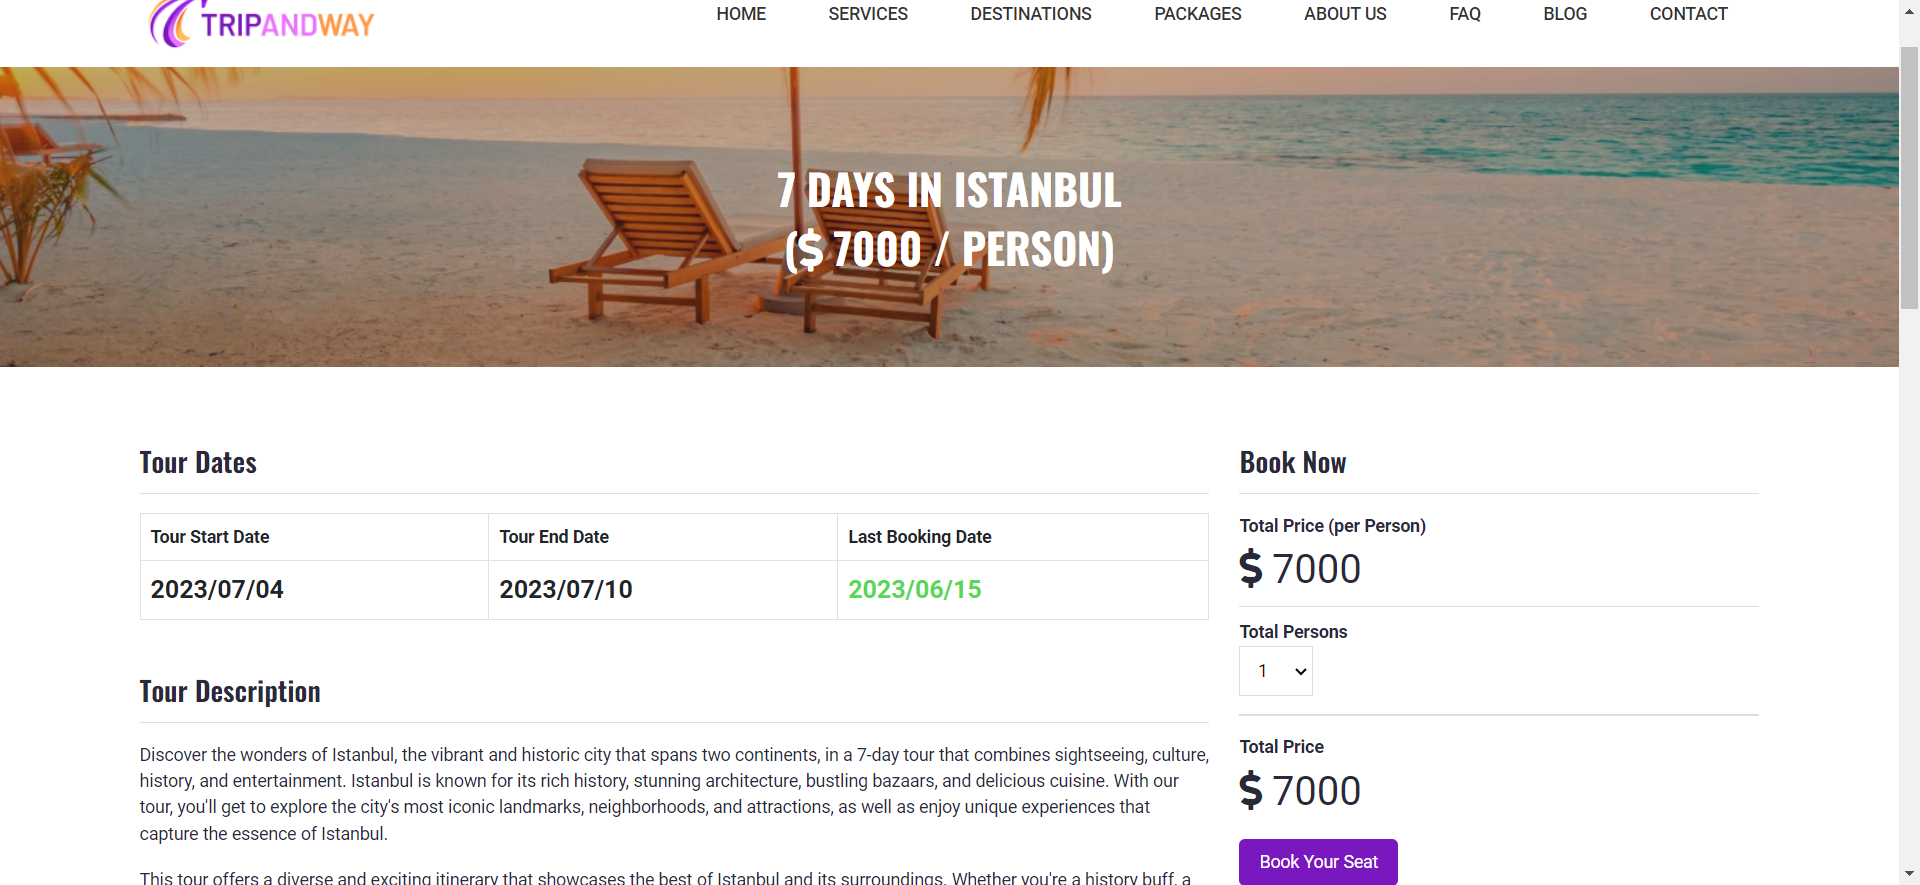 TRIPANDWAY
HOME SERVICES DESTINATIONS PACKAGES ABOUT US FAQ BLOG CONTACT
7 DAYS IN ISTANBUL
($ 7000 / PERSON)
Tour Dates
Tour Start Date Tour End Date Last Booking Date
2023/07/04 2023/07/10 2023/06/15
Tour Description
Discover the wonders of Istanbul, the vibrant and historic city that spans two continents, in a 7-day tour that combines sightseeing, culture,
history, and entertainment. Istanbul is known for its rich history, stunning architecture, bustling bazaars, and delicious cuisine. With our
tour, you'll get to explore the city's most iconic landmarks, neighborhoods, and attractions, as well as enjoy unique experiences that
capture the essence of Istanbul.
This tour offers a diverse and exciting itinerary that showcases the best of Istanbul and its surroundings. Whether you're a history buff, a
Book Now
Total Price (per Person)
$ 7000
Total Persons
1
Total Price
$ 7000
Book Your Seat